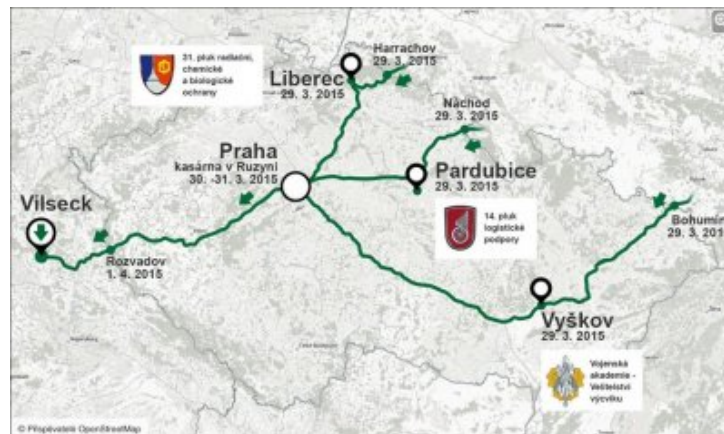 31. pluk radiační,
chemické
a biologické
ochrany
Harrachov
29. 3. 2015
Liberec
29. 3. 2015
Náchod
29. 3. 2015
Praha
kasárna v Ruzyni
30. -31. 3. 2015
Pardubice
29. 3. 2015
Vilseck
14. pluk
logistické
podpory
Bohumín
29. 3. 201
Rozvadov
1. 4. 2015
Vyškov
29. 3. 2015
Vojenská
akademie -
Velitelství
výcviku
© Přispěvatelé OpenStreetMap